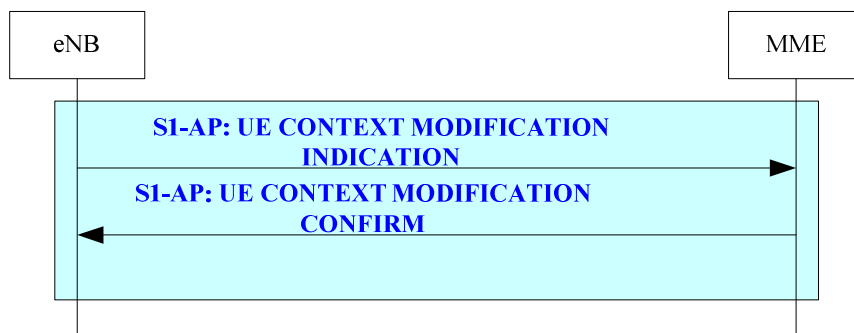 eNB
MME
S1-AP: UE CONTEXT MODIFICATION
INDICATION
S1-AP: UE CONTEXT MODIFICATION
CONFIRM